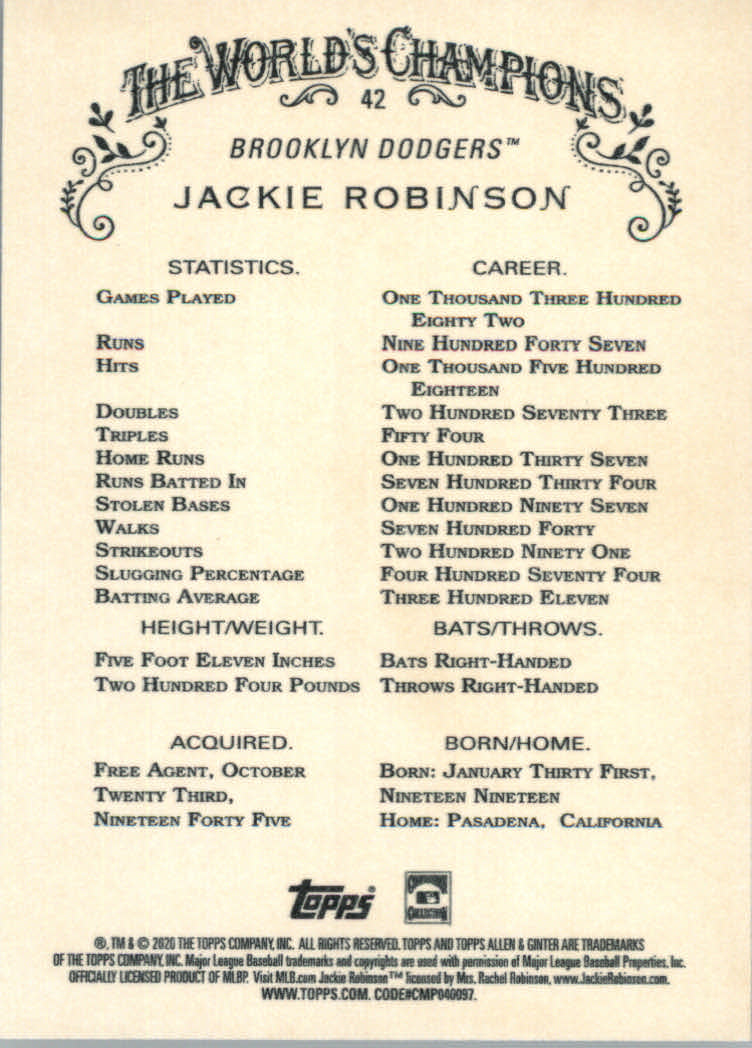 THE WORLD'S CHAMPIONS
42
BROOKLYN DODGERS™
JACKIE ROBINSON
STATISTICS. CAREER.
GAMES PLAYED ONE THOUSAND THREE HUNDRED
EIGHTY TWO
RUNS NINE HUNDRED FORTY SEVEN
HITS ONE THOUSAND FIVE HUNDRED
EIGHTEEN
DOUBLES TWO HUNDRED SEVENTY THREE
TRIPLES FIFTY FOUR
HOME RUNS ONE HUNDRED THIRTY SEVEN
RUNS BATTED IN SEVEN HUNDRED THIRTY FOUR
STOLEN BASES ONE HUNDRED NINETY SEVEN
WALKS SEVEN HUNDRED FORTY
STRIKEOUTS TWO HUNDRED NINETY ONE
SLUGGING PERCENTAGE FOUR HUNDRED SEVENTY FOUR
BATTING AVERAGE THREE HUNDRED ELEVEN
HEIGHT/WEIGHT. BATS/THROWS.
FIVE FOOT ELEVEN INCHES BATS RIGHT-HANDED
TWO HUNDRED FOUR POUNDS THROWS RIGHT-HANDED
ACQUIRED. BORN/HOME.
FREE AGENT, OCTOBER BORN: JANUARY THIRTY FIRST,
TWENTY THIRD, NINETEEN NINETEEN
NINETEEN FORTY FIVE HOME: PASADENA, CALIFORNIA
Topps® COOPERSTOWN COLLECTION
®, TM & © 2020 THE TOPPS COMPANY, INC. ALL RIGHTS RESERVED. TOPPS AND TOPPS ALLEN & GINTER ARE TRADEMARKS
OF THE TOPPS COMPANY, INC. Major League Baseball trademarks and copyrights are used with permission of Major League Baseball Properties, Inc.
OFFICIALLY LICENSED PRODUCT OF MLBP. Visit MLB.com Jackie Robinson™ licensed by Mrs. Rachel Robinson, www.JackieRobinson.com.
WWW.TOPPS.COM. CODE#CMP040097.